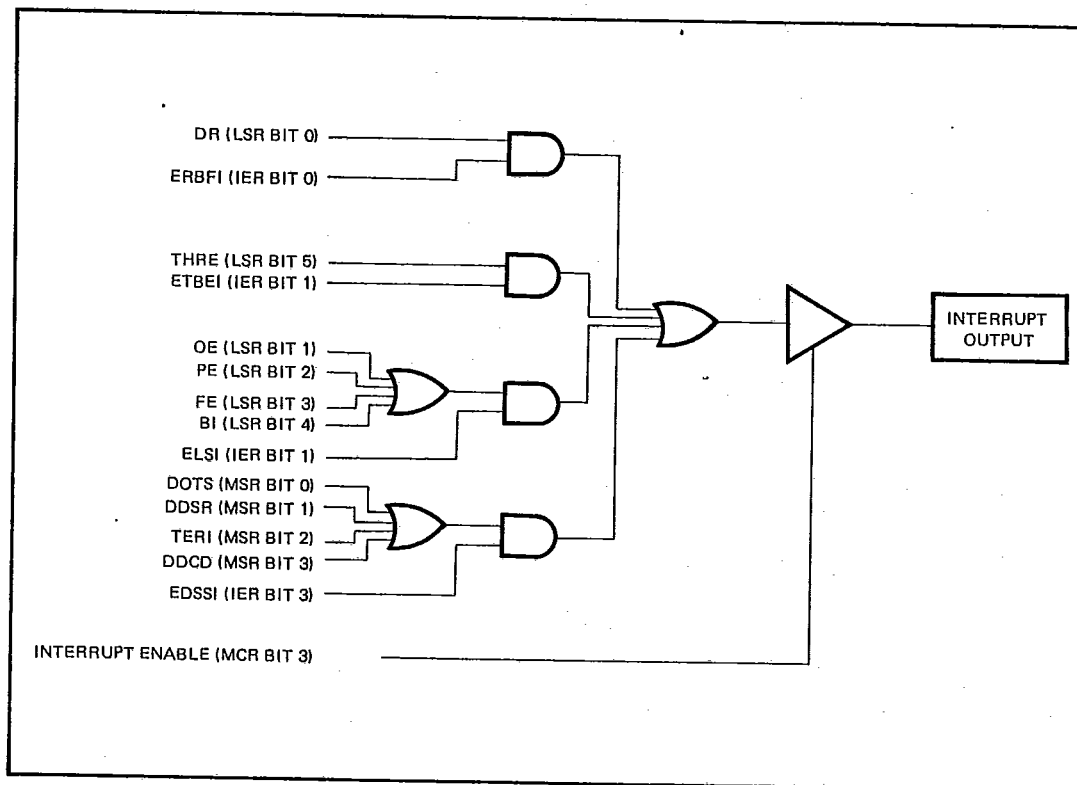 DR (LSR BIT 0)
ERBFI (IER BIT 0)
THRE (LSR BIT 5)
ETBEI (IER BIT 1)
OE (LSR BIT 1)
PE (LSR BIT 2)
FE (LSR BIT 3)
BI (LSR BIT 4)
ELSI (IER BIT 1)
DOTS (MSR BIT 0)
DDSR (MSR BIT 1)
TERI (MSR BIT 2)
DDCD (MSR BIT 3)
EDSSI (IER BIT 3)
INTERRUPT ENABLE (MCR BIT 3)
INTERRUPT
OUTPUT